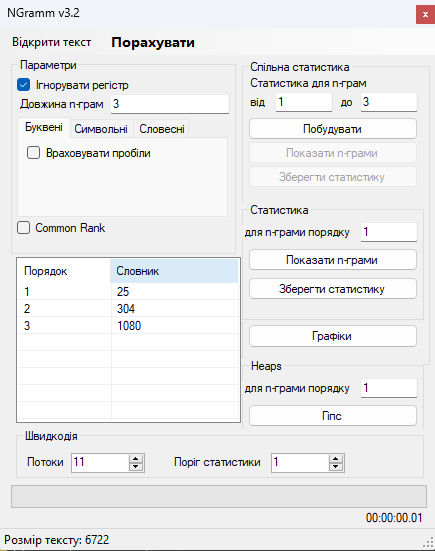 NGramm v3.2
Відкрити текст Порахувати
Параметри
Ігнорувати регістр
Довжина n-грам 3
Буквені Символьні Словесні
Враховувати пробіли
Common Rank
Порядок Словник
1 25
2 304
3 1080
Спільна статистика
Статистика для n-грам
від 1 до 3
Побудувати
Показати n-грами
Зберегти статистику
Статистика
для n-грами порядку 1
Показати n-грами
Зберегти статистику
Графіки
Heaps
для n-грами порядку 1
Гіпс
Швидкодія
Потоки 11 Поріг статистики 1
00:00:00.01
Розмір тексту: 6722